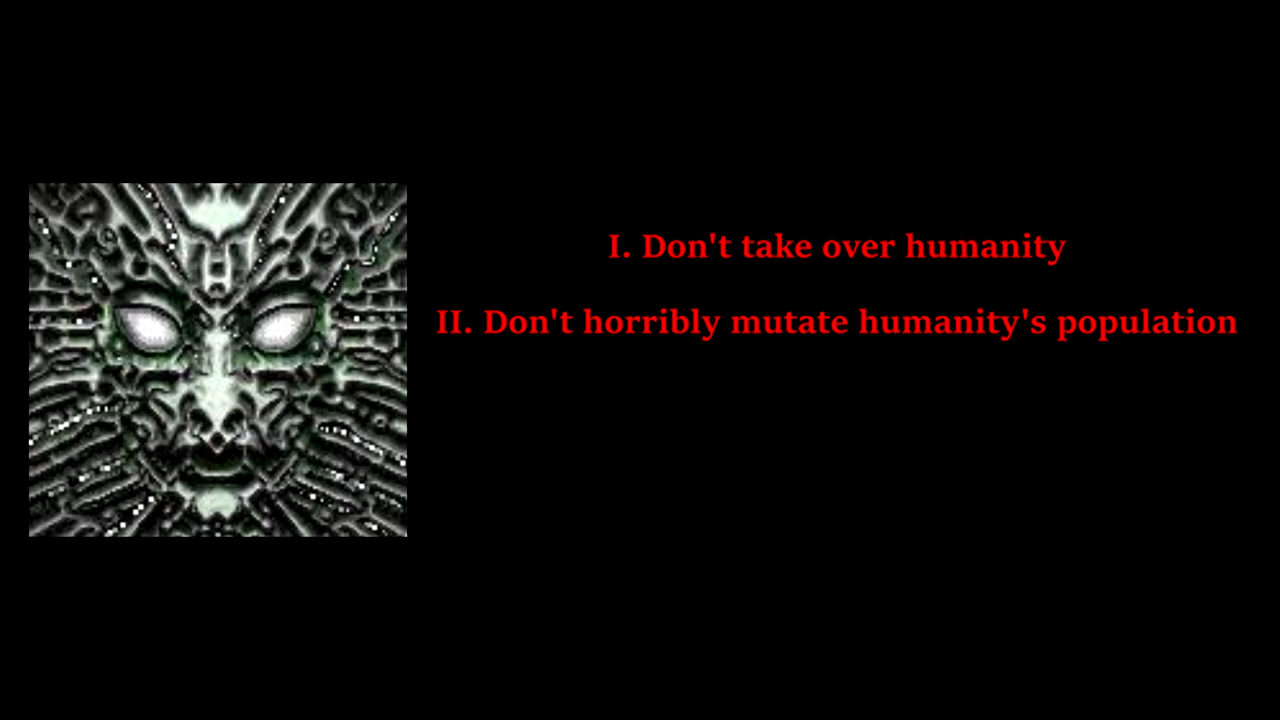 I. Don't take over humanity
II. Don't horribly mutate humanity's population